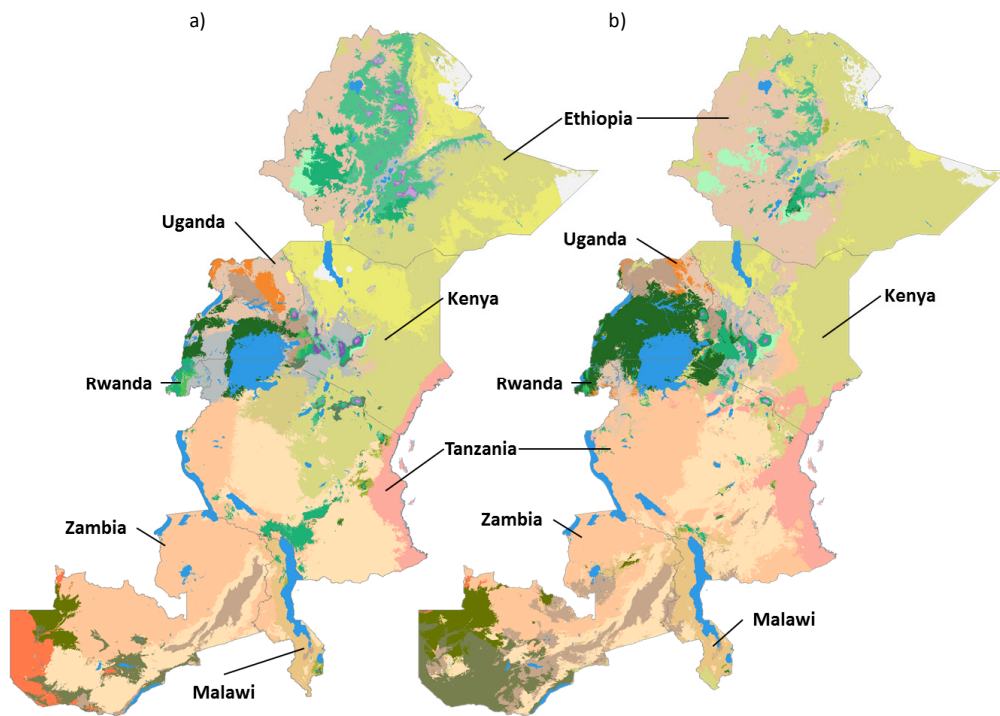 a)
b)
Ethiopia
Uganda
Uganda
Kenya
Kenya
Rwanda
Rwanda
Tanzania
Zambia
Zambia
Malawi
Malawi